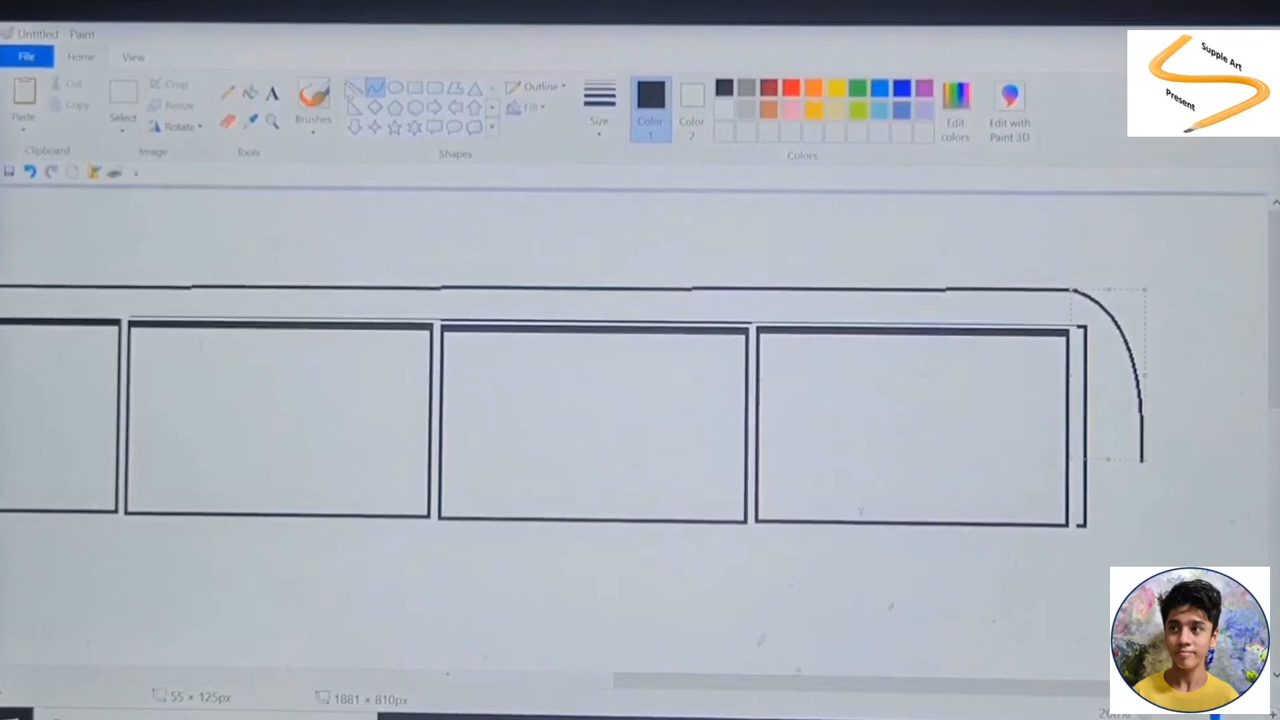 Untitled - Paint
File
Home
View
Supple Art
Present
Cut
Copy
Paste
Crop
Resize
Rotate
Select
Brushes
Outline
Fill
Size
Color
1
Color
2
Edit
colors
Edit with
Paint 3D
Clipboard
Image
Tools
Shapes
Colors
55 × 125px
1881 × 810px
200%